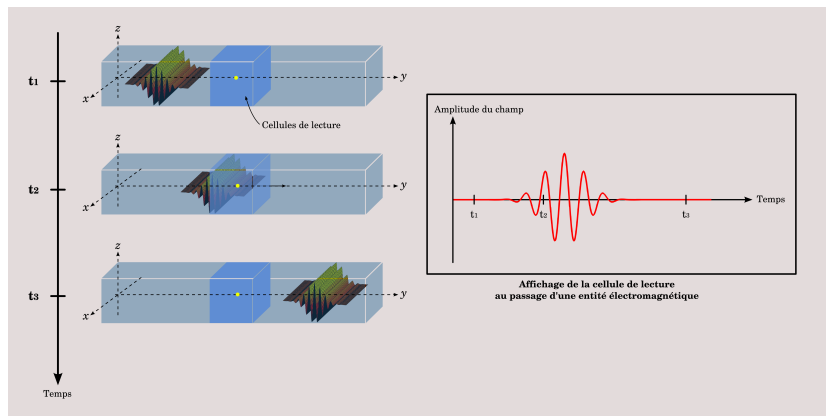 z
t1
y
x
Cellules de lecture
z
t2
y
x
z
t3
y
x
Temps
Amplitude du champ
t1
t2
t3
Temps
Affichage de la cellule de lecture
au passage d'une entité électromagnétique